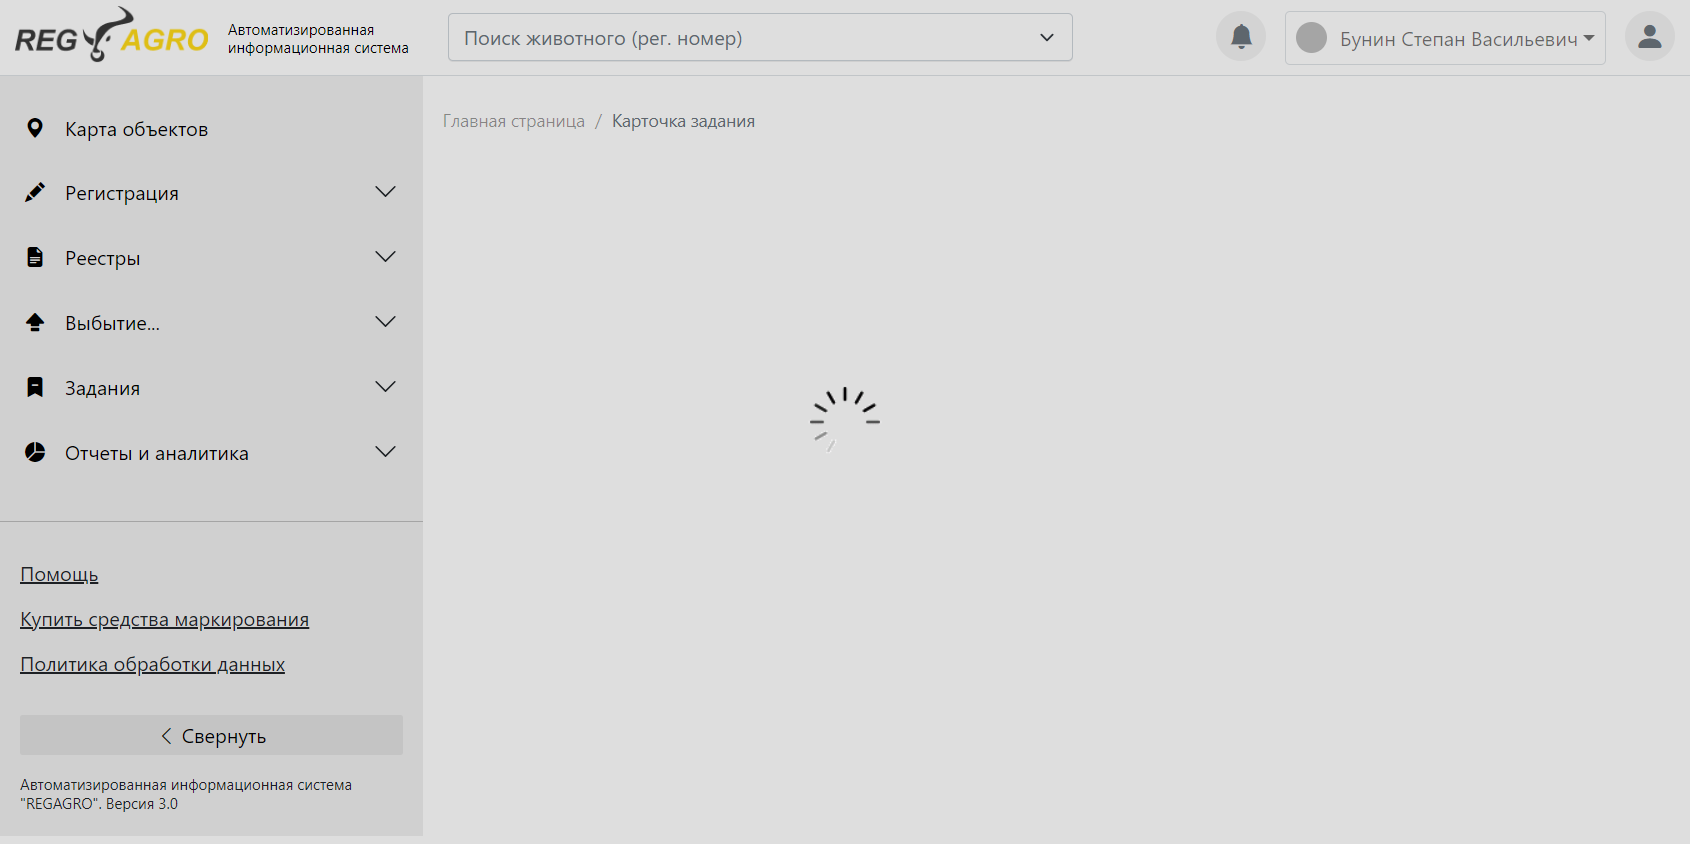 REG AGRO
Автоматизированная
информационная система
Поиск животного (рег. номер)
Бунин Степан Васильевич
Главная страница / Карточка задания
Карта объектов
Регистрация
Реестры
Выбытие...
Задания
Отчеты и аналитика
Помощь
Купить средства маркирования
Политика обработки данных
Свернуть
Автоматизированная информационная система
"REGAGRO". Версия 3.0